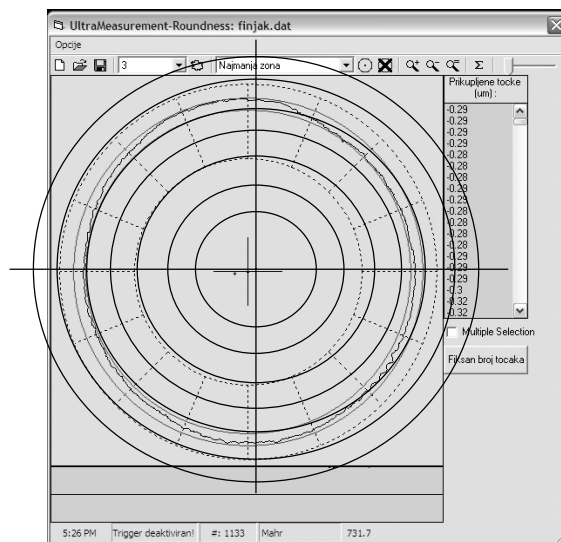 UltraMeasurement-Roundness: finjak.dat
Opcije
3 Najmanja zona Σ
Prikupljene tocke
(um) :
-0.29
-0.29
-0.29
-0.29
-0.28
-0.28
-0.28
-0.29
-0.29
-0.28
-0.28
-0.28
-0.28
-0.29
-0.29
-0.29
-0.3
-0.32
-0.32
Multiple Selection
Fiksan broj tocaka
5:26 PM Trigger deaktiviran! #: 1133 Mahr 731.7